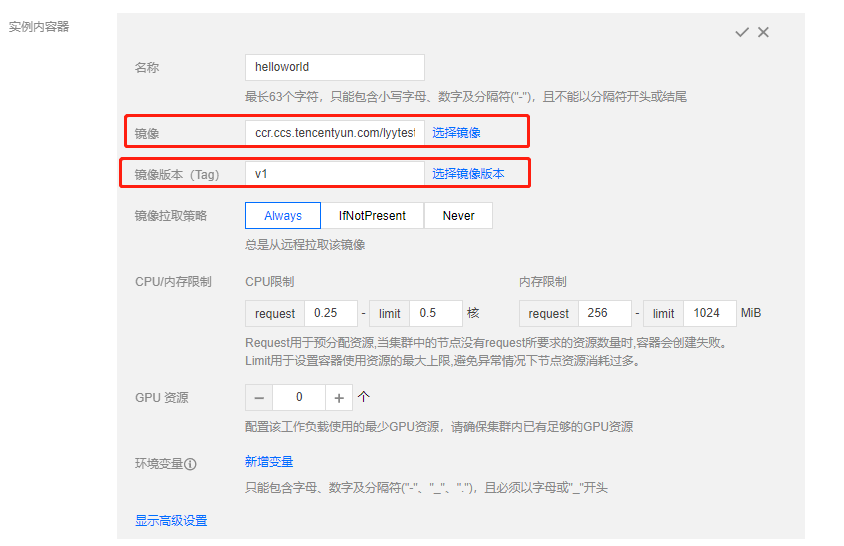 实例内容器
名称
helloworld
最长63个字符，只能包含小写字母、数字及分隔符("-")，且不能以分隔符开头或结尾
镜像
ccr.ccs.tencentyun.com/lyytest 选择镜像
镜像版本（Tag）
v1 选择镜像版本
镜像拉取策略
Always IfNotPresent Never
总是从远程拉取该镜像
CPU/内存限制
CPU限制 内存限制
request 0.25 - limit 0.5 核 request 256 - limit 1024 MiB
Request用于预分配资源,当集群中的节点没有request所要求的资源数量时,容器会创建失败。
Limit用于设置容器使用资源的最大上限,避免异常情况下节点资源消耗过多。
GPU 资源
− 0 + 个
配置该工作负载使用的最少GPU资源，请确保集群内已有足够的GPU资源
环境变量
新增变量
只能包含字母、数字及分隔符("-"、"_"、".")，且必须以字母或"_"开头
显示高级设置